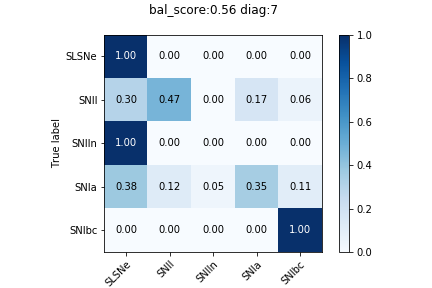 bal_score:0.56 diag:7
True label
SLSNe 1.00 0.00 0.00 0.00 0.00
SNII 0.30 0.47 0.00 0.17 0.06
SNIIn 1.00 0.00 0.00 0.00 0.00
SNIa 0.38 0.12 0.05 0.35 0.11
SNIbc 0.00 0.00 0.00 0.00 1.00
SLSNe SNII SNIIn SNIa SNIbc
1.0
0.8
0.6
0.4
0.2
0.0